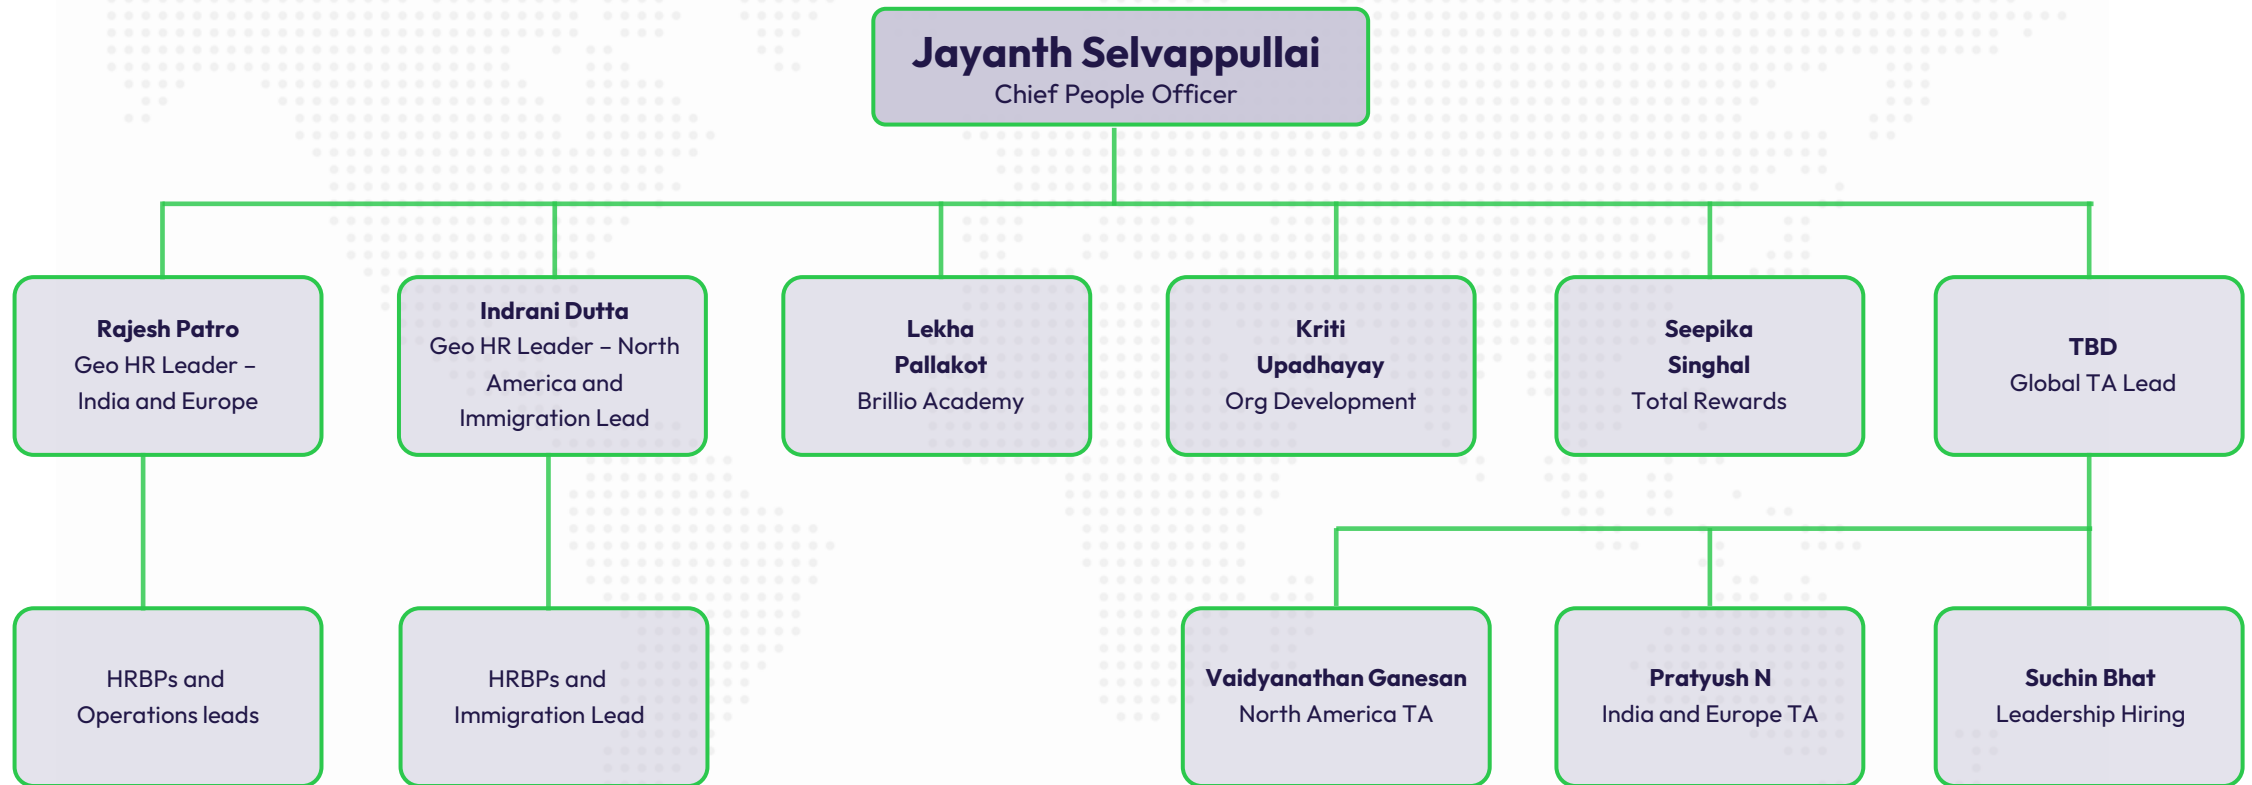 Jayanth Selvappullai
Chief People Officer
Rajesh Patro
Geo HR Leader –
India and Europe
Indrani Dutta
Geo HR Leader – North
America and
Immigration Lead
Lekha
Pallakot
Brillio Academy
Kriti
Upadhayay
Org Development
Seepika
Singhal
Total Rewards
TBD
Global TA Lead
HRBPs and
Operations leads
HRBPs and
Immigration Lead
Vaidyanathan Ganesan
North America TA
Pratyush N
India and Europe TA
Suchin Bhat
Leadership Hiring